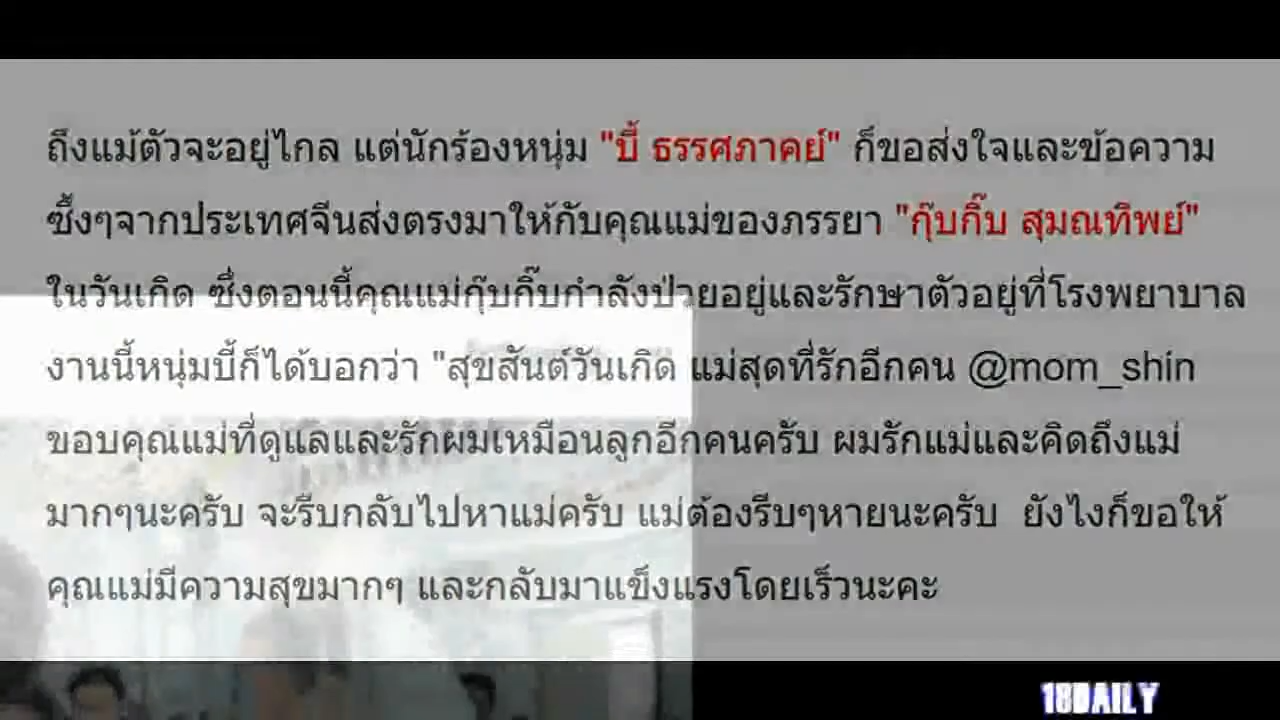 ถึงแม้ตัวจะอยู่ไกล แต่นักร้องหนุ่ม "บี้ ธรรศภาคย์" ก็ขอส่งใจและข้อความ
ซึ้งๆจากประเทศจีนส่งตรงมาให้กับคุณแม่ของภรรยา "กุ๊บกิ๊บ สุมณทิพย์"
ในวันเกิด ซึ่งตอนนี้คุณแม่กุ๊บกิ๊บกำลังป่วยอยู่และรักษาตัวอยู่ที่โรงพยาบาล
งานนี้หนุ่มบี้ก็ได้บอกว่า "สุขสันต์วันเกิด แม่สุดที่รักอีกคน @mom_shin
ขอบคุณแม่ที่ดูแลและรักผมเหมือนลูกอีกคนครับ ผมรักแม่และคิดถึงแม่
มากๆนะครับ จะรีบกลับไปหาแม่ครับ แม่ต้องรีบๆหายนะครับ ยังไงก็ขอให้
คุณแม่มีความสุขมากๆ และกลับมาแข็งแรงโดยเร็วนะคะ
18DAILY